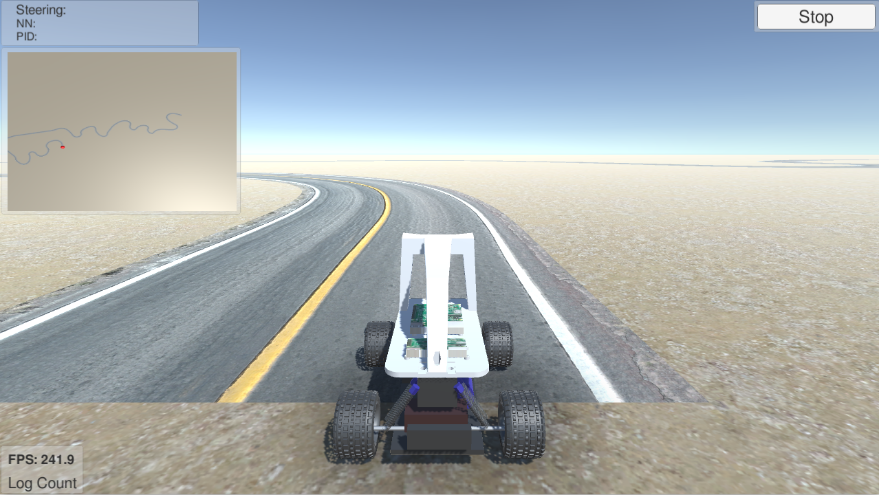 Steering:
NN:
PID:
Stop
FPS: 241.9
Log Count